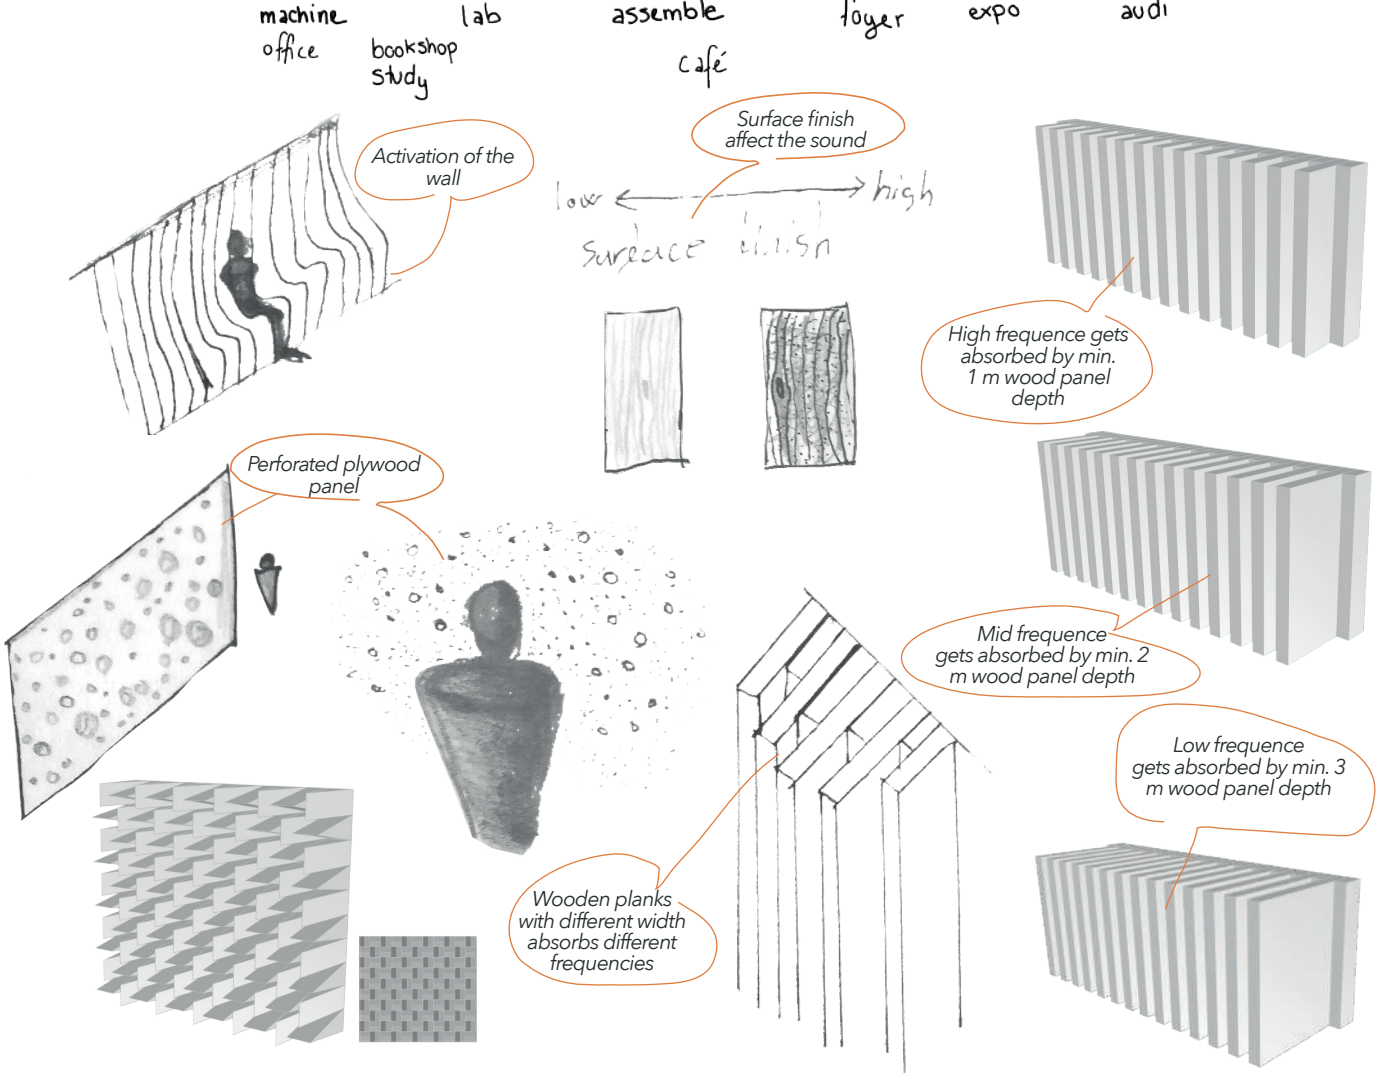 machine lab assemble föyer expo audi
office bookshop
study
café
Activation of the
wall
Surface finish
affect the sound
low high
surface finish
High frequence gets
absorbed by min.
1 m wood panel
depth
Perforated plywood
panel
Mid frequence
gets absorbed by min. 2
m wood panel depth
Low frequence
gets absorbed by min. 3
m wood panel depth
Wooden planks
with different width
absorbs different
frequencies